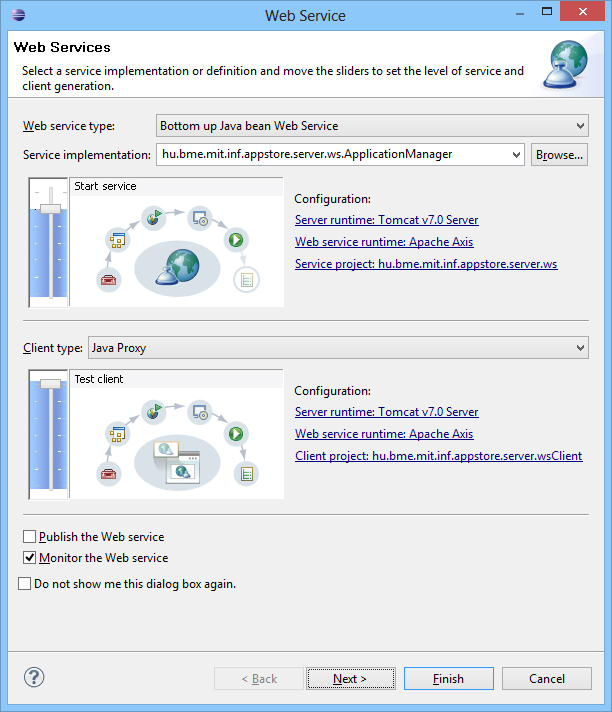 Web Service
Web Services
Select a service implementation or definition and move the sliders to set the level of service and
client generation.
Web service type: Bottom up Java bean Web Service
Service implementation: hu.bme.mit.inf.appstore.server.ws.ApplicationManager Browse...
Start service
Configuration:
Server runtime: Tomcat v7.0 Server
Web service runtime: Apache Axis
Service project: hu.bme.mit.inf.appstore.server.ws
Client type: Java Proxy
Test client
Configuration:
Server runtime: Tomcat v7.0 Server
Web service runtime: Apache Axis
Client project: hu.bme.mit.inf.appstore.server.wsClient
Publish the Web service
Monitor the Web service
Do not show me this dialog box again.
? < Back Next > Finish Cancel